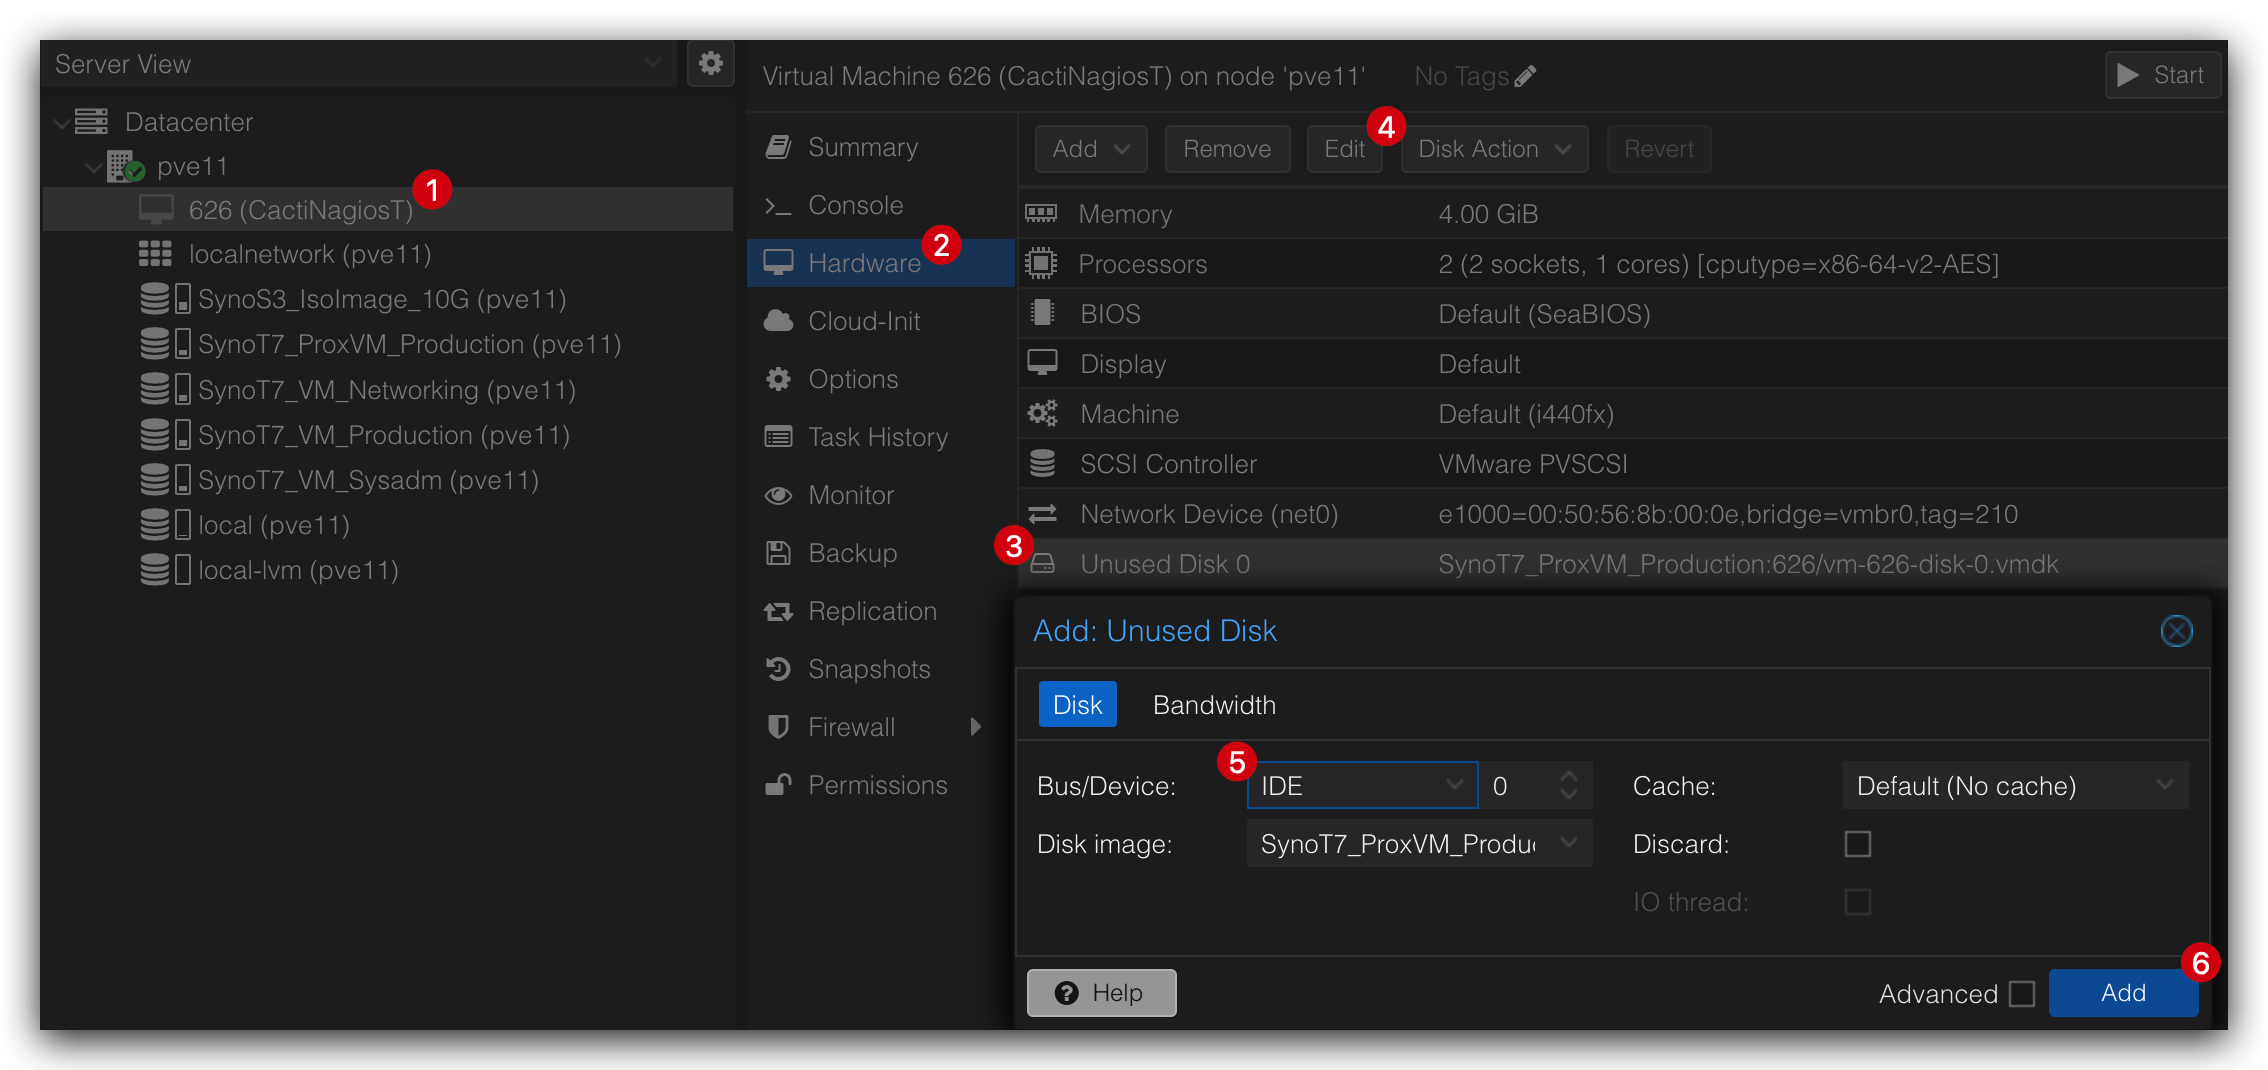 Server View
Datacenter
pve11
626 (CactiNagiosT)
1
localnetwork (pve11)
SynoS3_IsoImage_10G (pve11)
SynoT7_ProxVM_Production (pve11)
SynoT7_VM_Networking (pve11)
SynoT7_VM_Production (pve11)
SynoT7_VM_Sysadm (pve11)
local (pve11)
local-lvm (pve11)
Virtual Machine 626 (CactiNagiosT) on node 'pve11' No Tags Start
Summary
Console
Hardware
2
Cloud-Init
Options
Task History
Monitor
Backup
Replication
Snapshots
Firewall
Permissions
Add Remove Edit 4 Disk Action Revert
Memory 4.00 GiB
Processors 2 (2 sockets, 1 cores) [cputype=x86-64-v2-AES]
BIOS Default (SeaBIOS)
Display Default
Machine Default (i440fx)
SCSI Controller VMware PVSCSI
Network Device (net0) e1000=00:50:56:8b:00:0e,bridge=vmbr0,tag=210
3
Unused Disk 0 SynoT7_ProxVM_Production:626/vm-626-disk-0.vmdk
Add: Unused Disk
Disk Bandwidth
5
Bus/Device: IDE 0 Cache: Default (No cache)
Disk image: SynoT7_ProxVM_Produ Discard:
IO thread:
6
Help Advanced Add